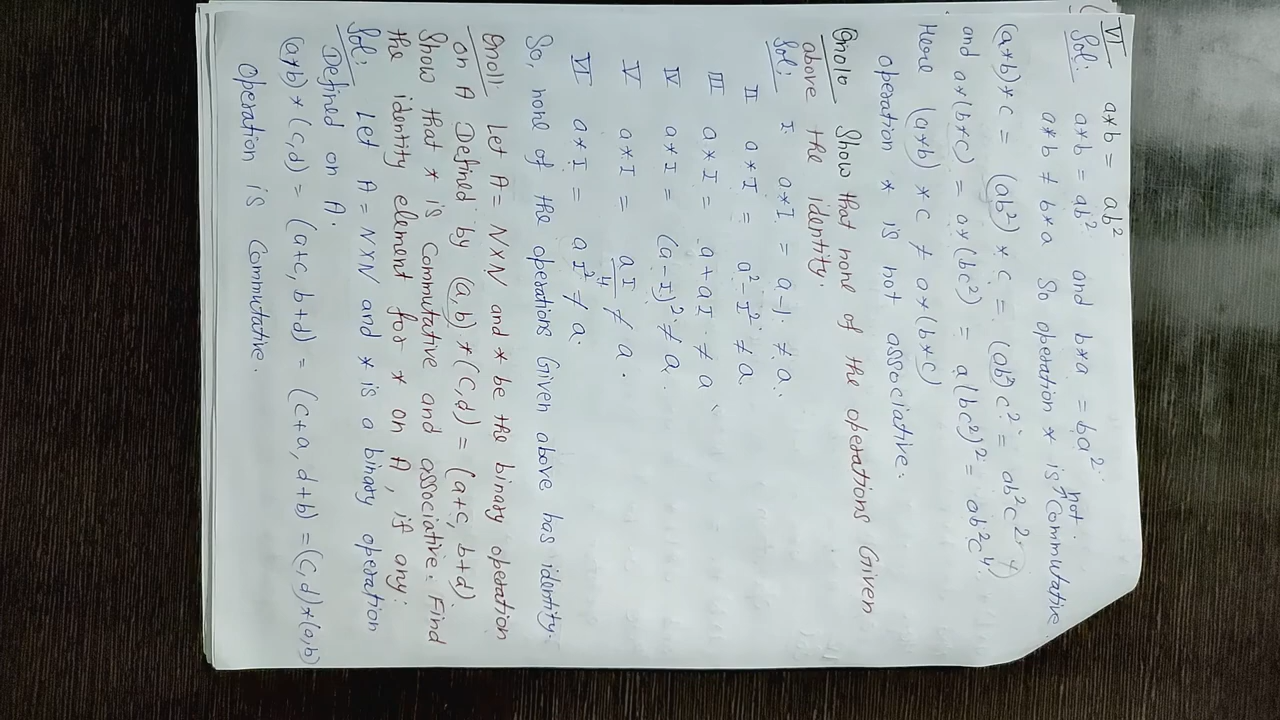 VI a*b = ab²
Sol: a*b = ab² and b*a = ba².
a*b ≠ b*a So operation * is not Commutative.
(a*b)*c = (ab²)*c = (ab²)c² = ab²c².
and a*(b*c) = a*(bc²) = a(bc²)² = ab²c⁴.
Here (a*b)*c ≠ a*(b*c)
operation * is not associative.
Qno10 Show that none of the operations Given
above the identity.
Sol: I a*I = a-1. ≠ a.
II a*I = a²-I². ≠ a.
III a*I = a+aI. ≠ a
IV a*I = (a-I)². ≠ a.
V a*I = aI/4 ≠ a.
VI a*I = aI² ≠ a.
So, none of the operations Given above has identity.
Qno11: Let A = N×N and * be the binary operation
on A Defined by (a,b)*(c,d) = (a+c, b+d)
Show that * is Commutative and associative. Find
the identity element for * on A, if any.
Sol: Let A = N×N and * is a binary operation
Defined on A.
(a*b)*(c,d) = (a+c, b+d) = (c+a, d+b) = (c,d)*(a,b)
Operation is Commutative.